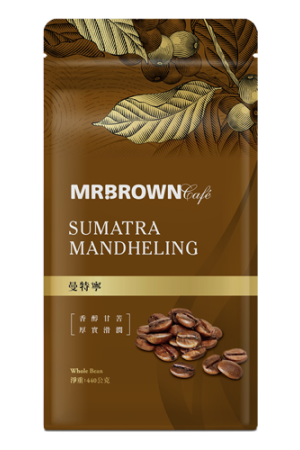 MRBROWN Café
SUMATRA
MANDHELING
曼特寧
香醇甘苦
厚實滑潤
Whole Bean
淨重:440公克